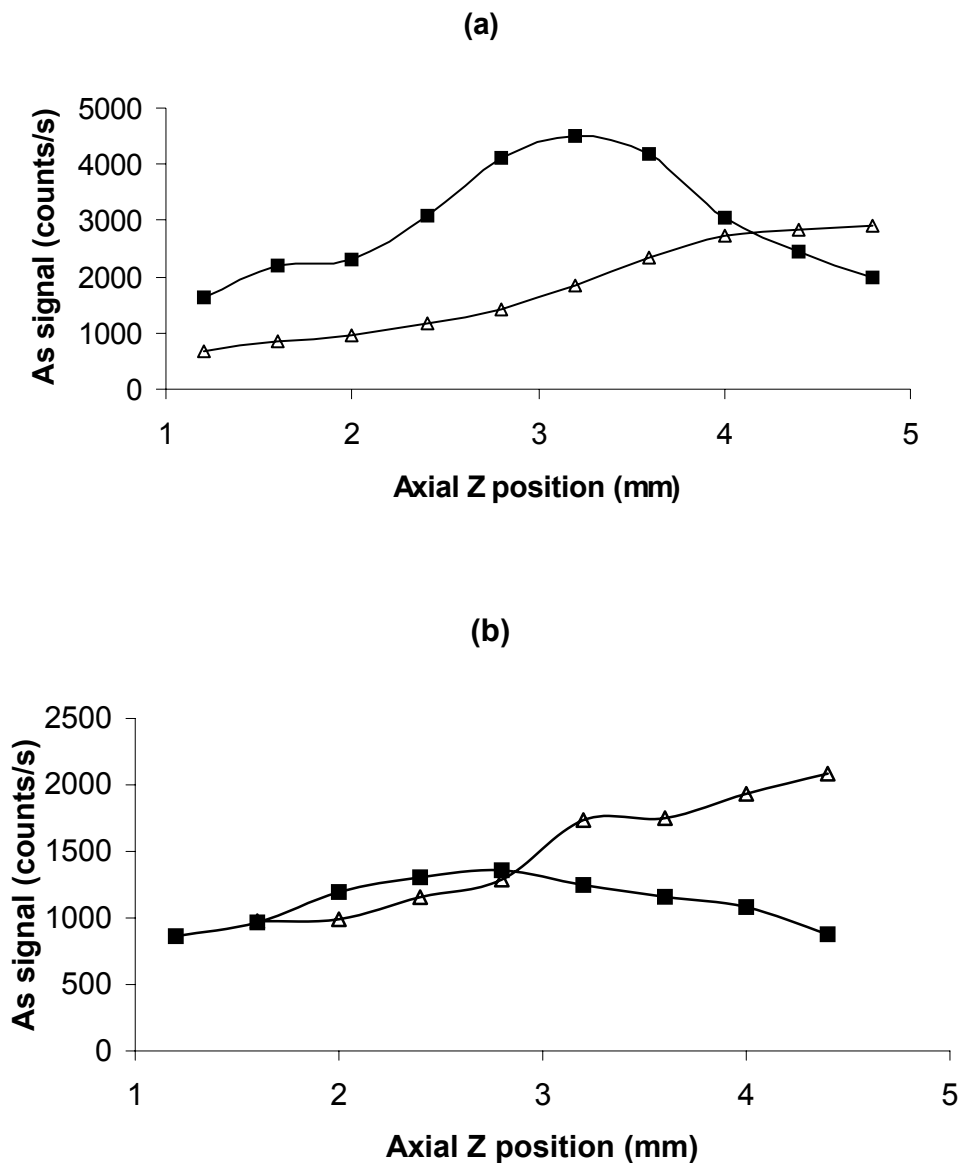 (a)
As signal (counts/s)
5000
4000
3000
2000
1000
0
1 2 3 4 5
Axial Z position (mm)
(b)
As signal (counts/s)
2500
2000
1500
1000
500
0
1 2 3 4 5
Axial Z position (mm)